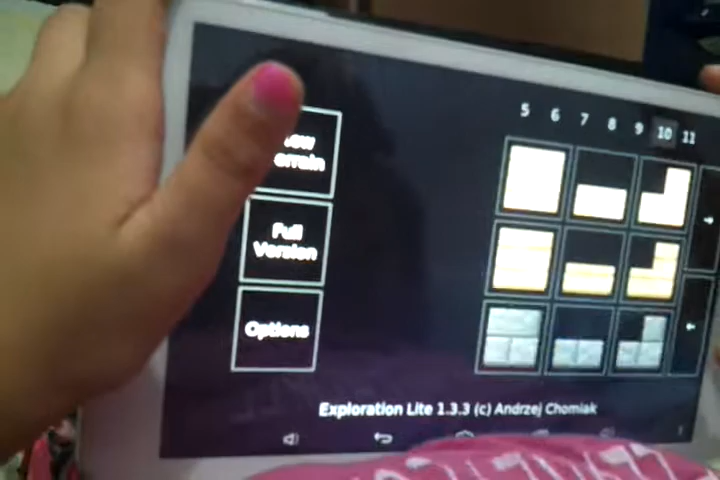 5 6 7 8 9 10 11
Full
Version
Options
Exploration Lite 1.3.3 (c) Andrzej Chomiak